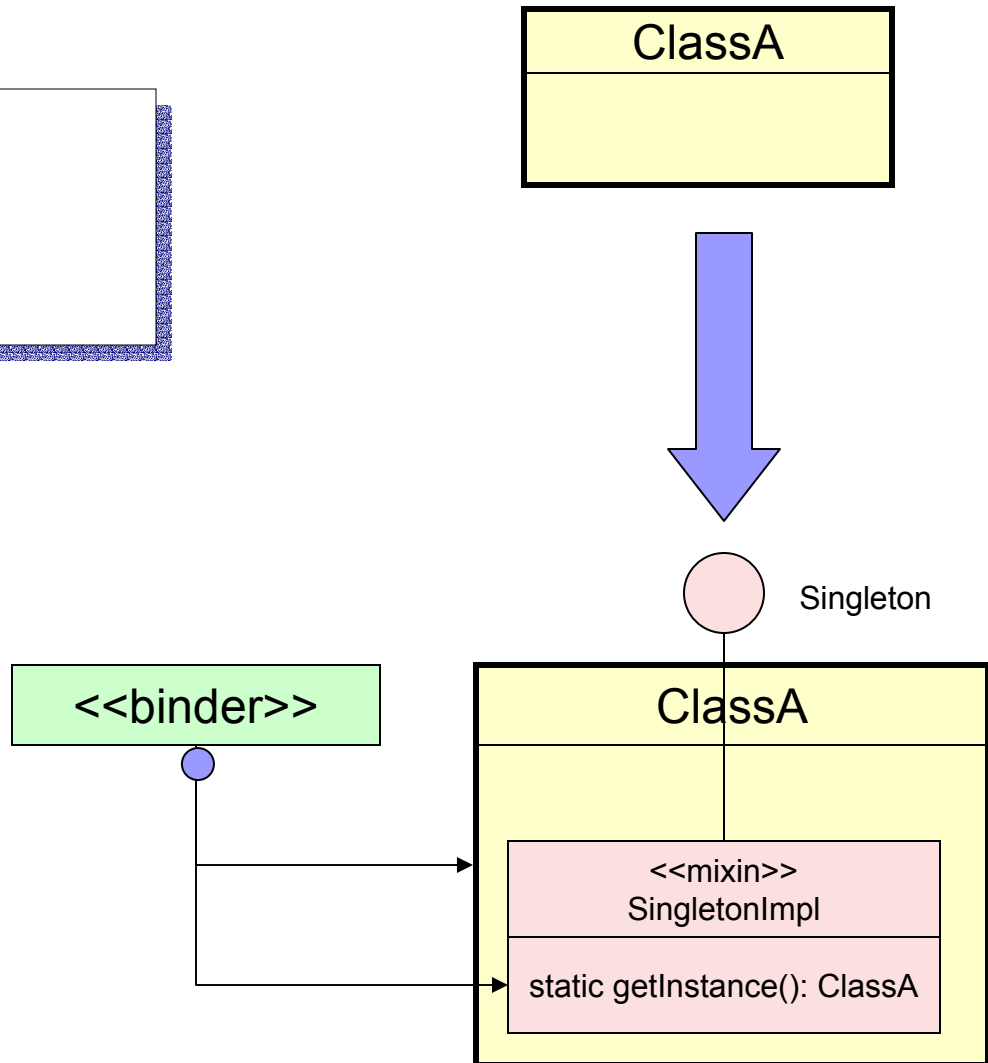 ClassA
Singleton
<<binder>>
ClassA
<<mixin>>
SingletonImpl
static getInstance(): ClassA